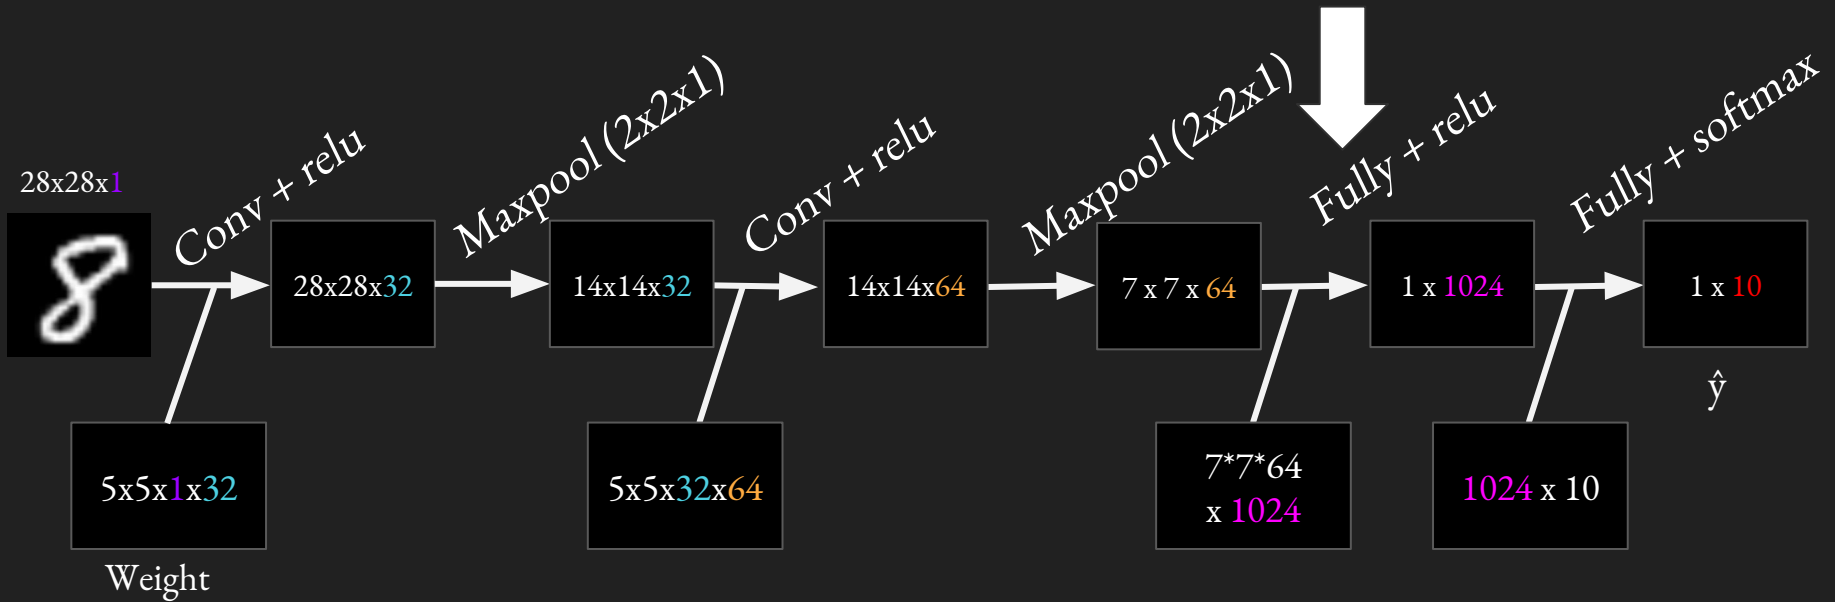 Conv + relu
Maxpool (2x2x1)
Conv + relu
Maxpool (2x2x1)
Fully + relu
Fully + softmax
28x28x1
8
28x28x32
14x14x32
14x14x64
7 x 7 x 64
1 x 1024
1 x 10
ŷ
5x5x1x32
5x5x32x64
7*7*64
x 1024
1024 x 10
Weight